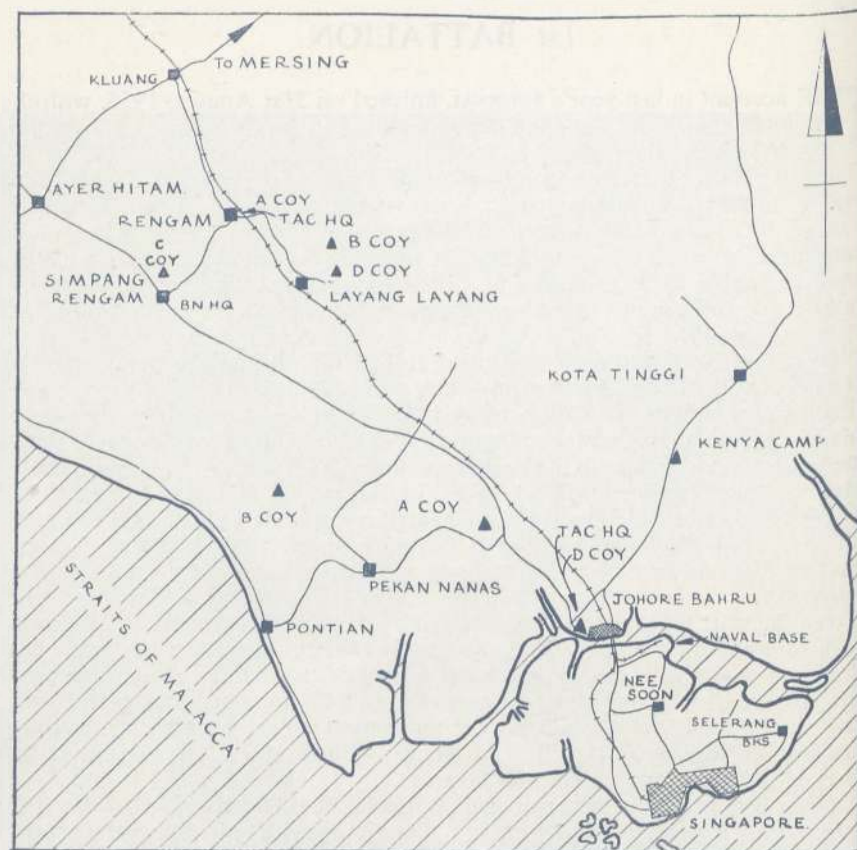 BATTALION
KLUANG
TO MERSING
AYER HITAM.
A COY
RENGAM
TAC HQ
B COY
C
COY
D COY
SIMPANG
RENGAM
BN HQ
LAYANG LAYANG
KOTA TINGGI
KENYA CAMP
B COY
A COY
TAC HQ
D COY
PEKAN NANAS
JOHORE BAHRU
PONTIAN
NAVAL BASE
STRAITS OF MALACCA
NEE
SOON
SELERANG
BKS
SINGAPORE.